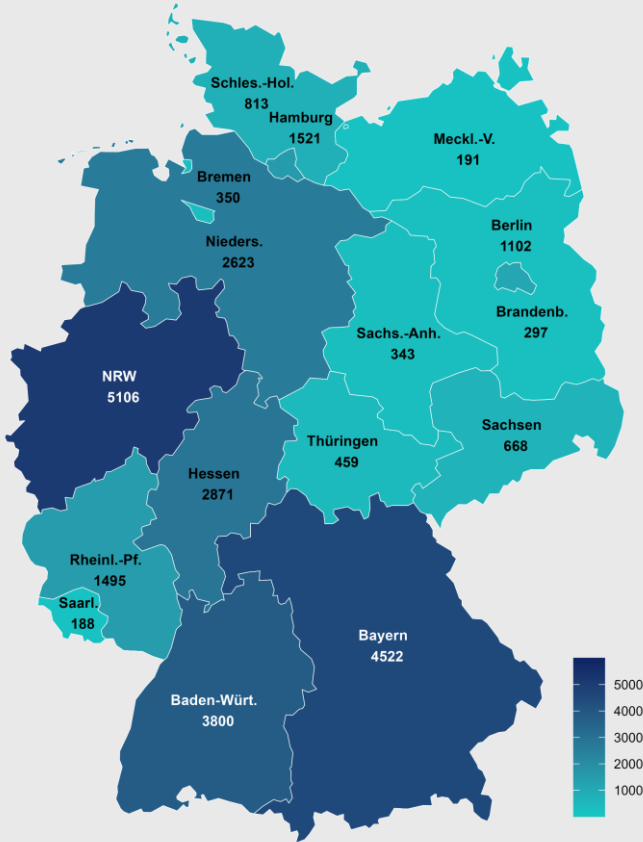 Schles.-Hol.
813
Hamburg
1521
Meckl.-V.
191
Bremen
350
Berlin
1102
Nieders.
2623
Brandenb.
297
Sachs.-Anh.
343
NRW
5106
Sachsen
668
Thüringen
459
Hessen
2871
Rheinl.-Pf.
1495
Saarl.
188
Bayern
4522
Baden-Würt.
3800
5000
4000
3000
2000
1000